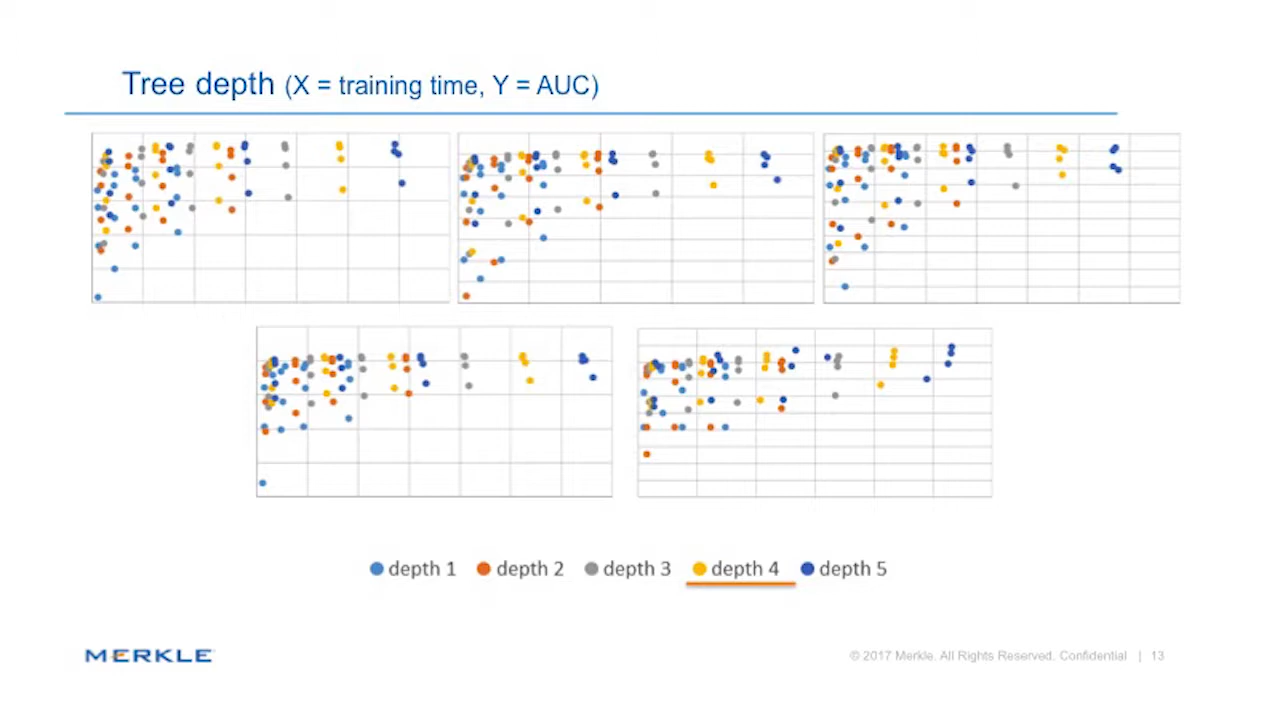 Tree depth (X = training time, Y = AUC)
depth 1 depth 2 depth 3 depth 4 depth 5
MERKLE
© 2017 Merkle. All Rights Reserved. Confidential | 13